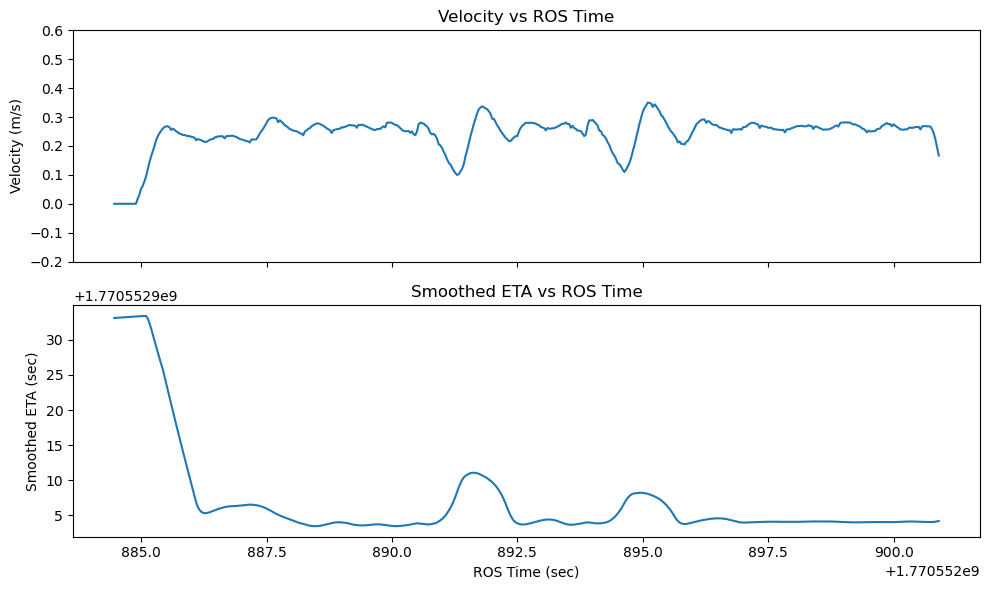 Velocity vs ROS Time
0.6
0.5
0.4
0.3
0.2
0.1
0.0
−0.1
−0.2
Velocity (m/s)
+1.7705529e9
Smoothed ETA vs ROS Time
30
25
20
15
10
5
Smoothed ETA (sec)
885.0 887.5 890.0 892.5 895.0 897.5 900.0
ROS Time (sec)
+1.770552e9